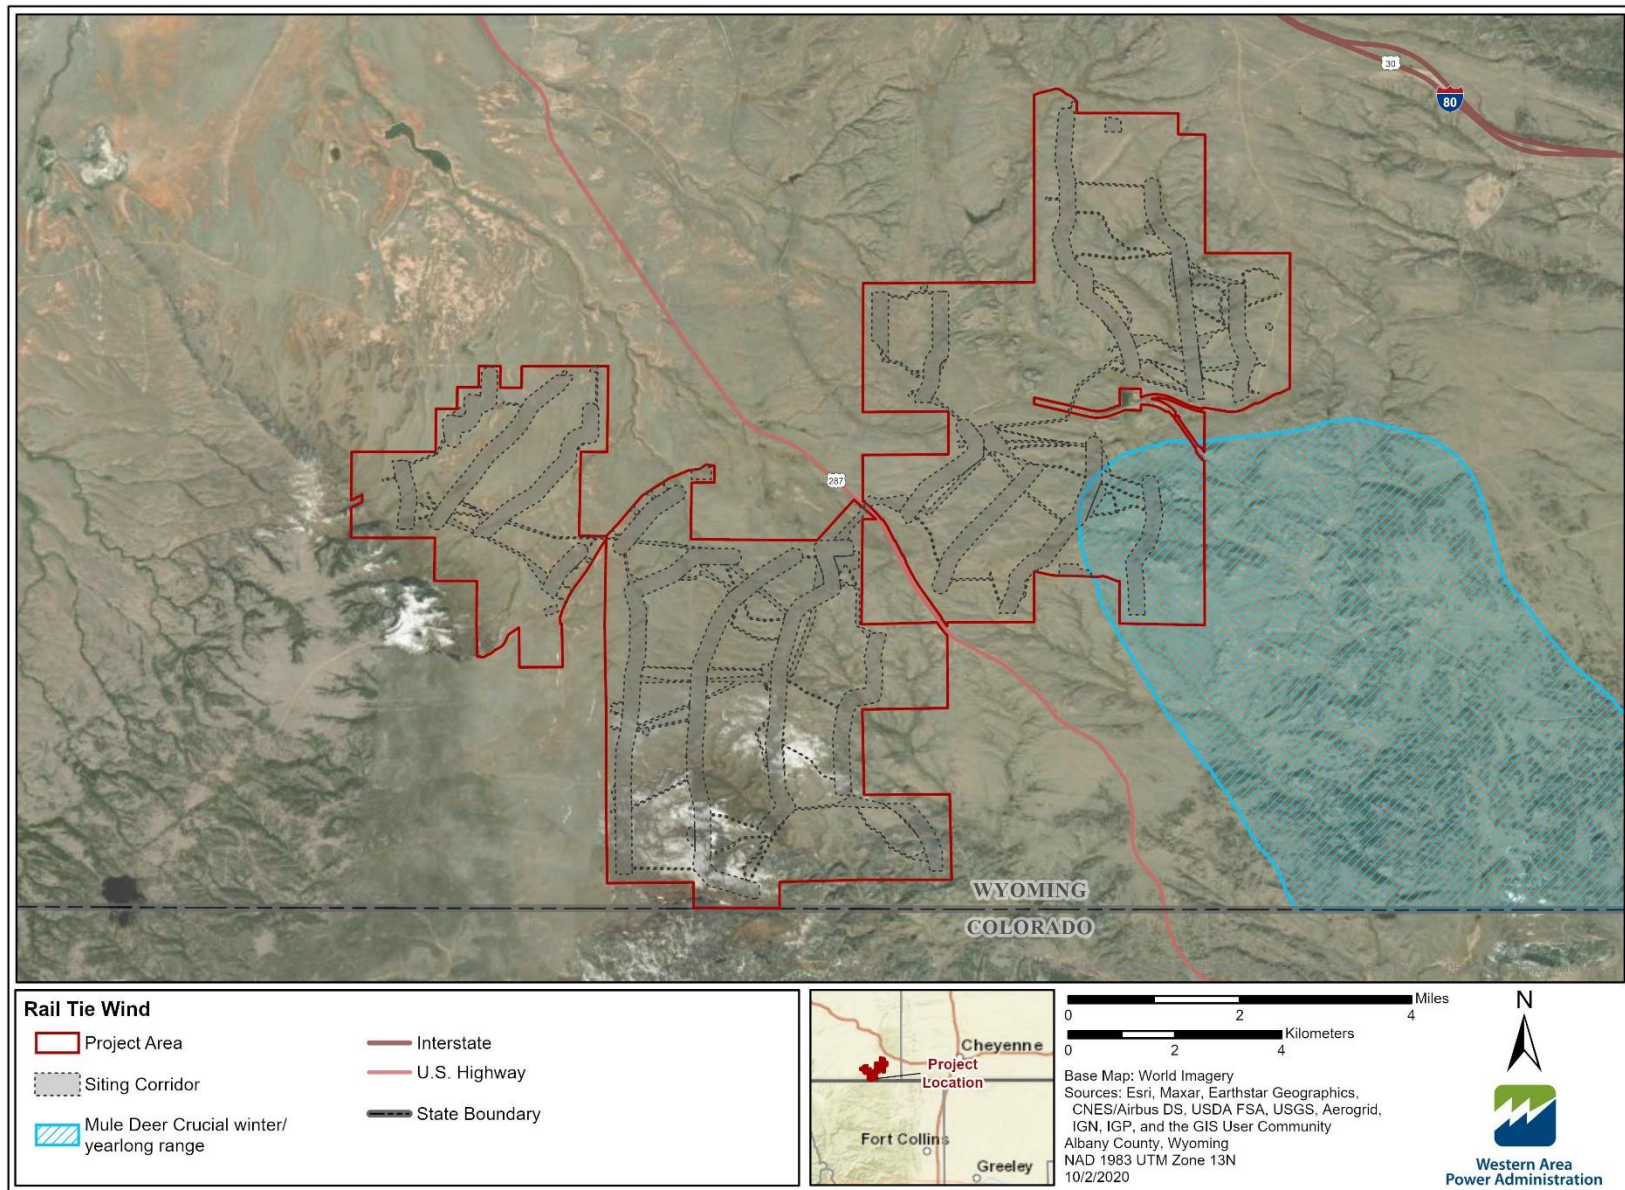 30
80
287
WYOMING
COLORADO
Rail Tie Wind
Project Area
Siting Corridor
Mule Deer Crucial winter/
yearlong range
Interstate
U.S. Highway
State Boundary
Cheyenne
Project
Location
Fort Collins
Greeley
Miles
0 2 4
Kilometers
0 2 4
Base Map: World Imagery
Sources: Esri, Maxar, Earthstar Geographics,
CNES/Airbus DS, USDA FSA, USGS, Aerogrid,
IGN, IGP, and the GIS User Community
Albany County, Wyoming
NAD 1983 UTM Zone 13N
10/2/2020
N
Western Area
Power Administration